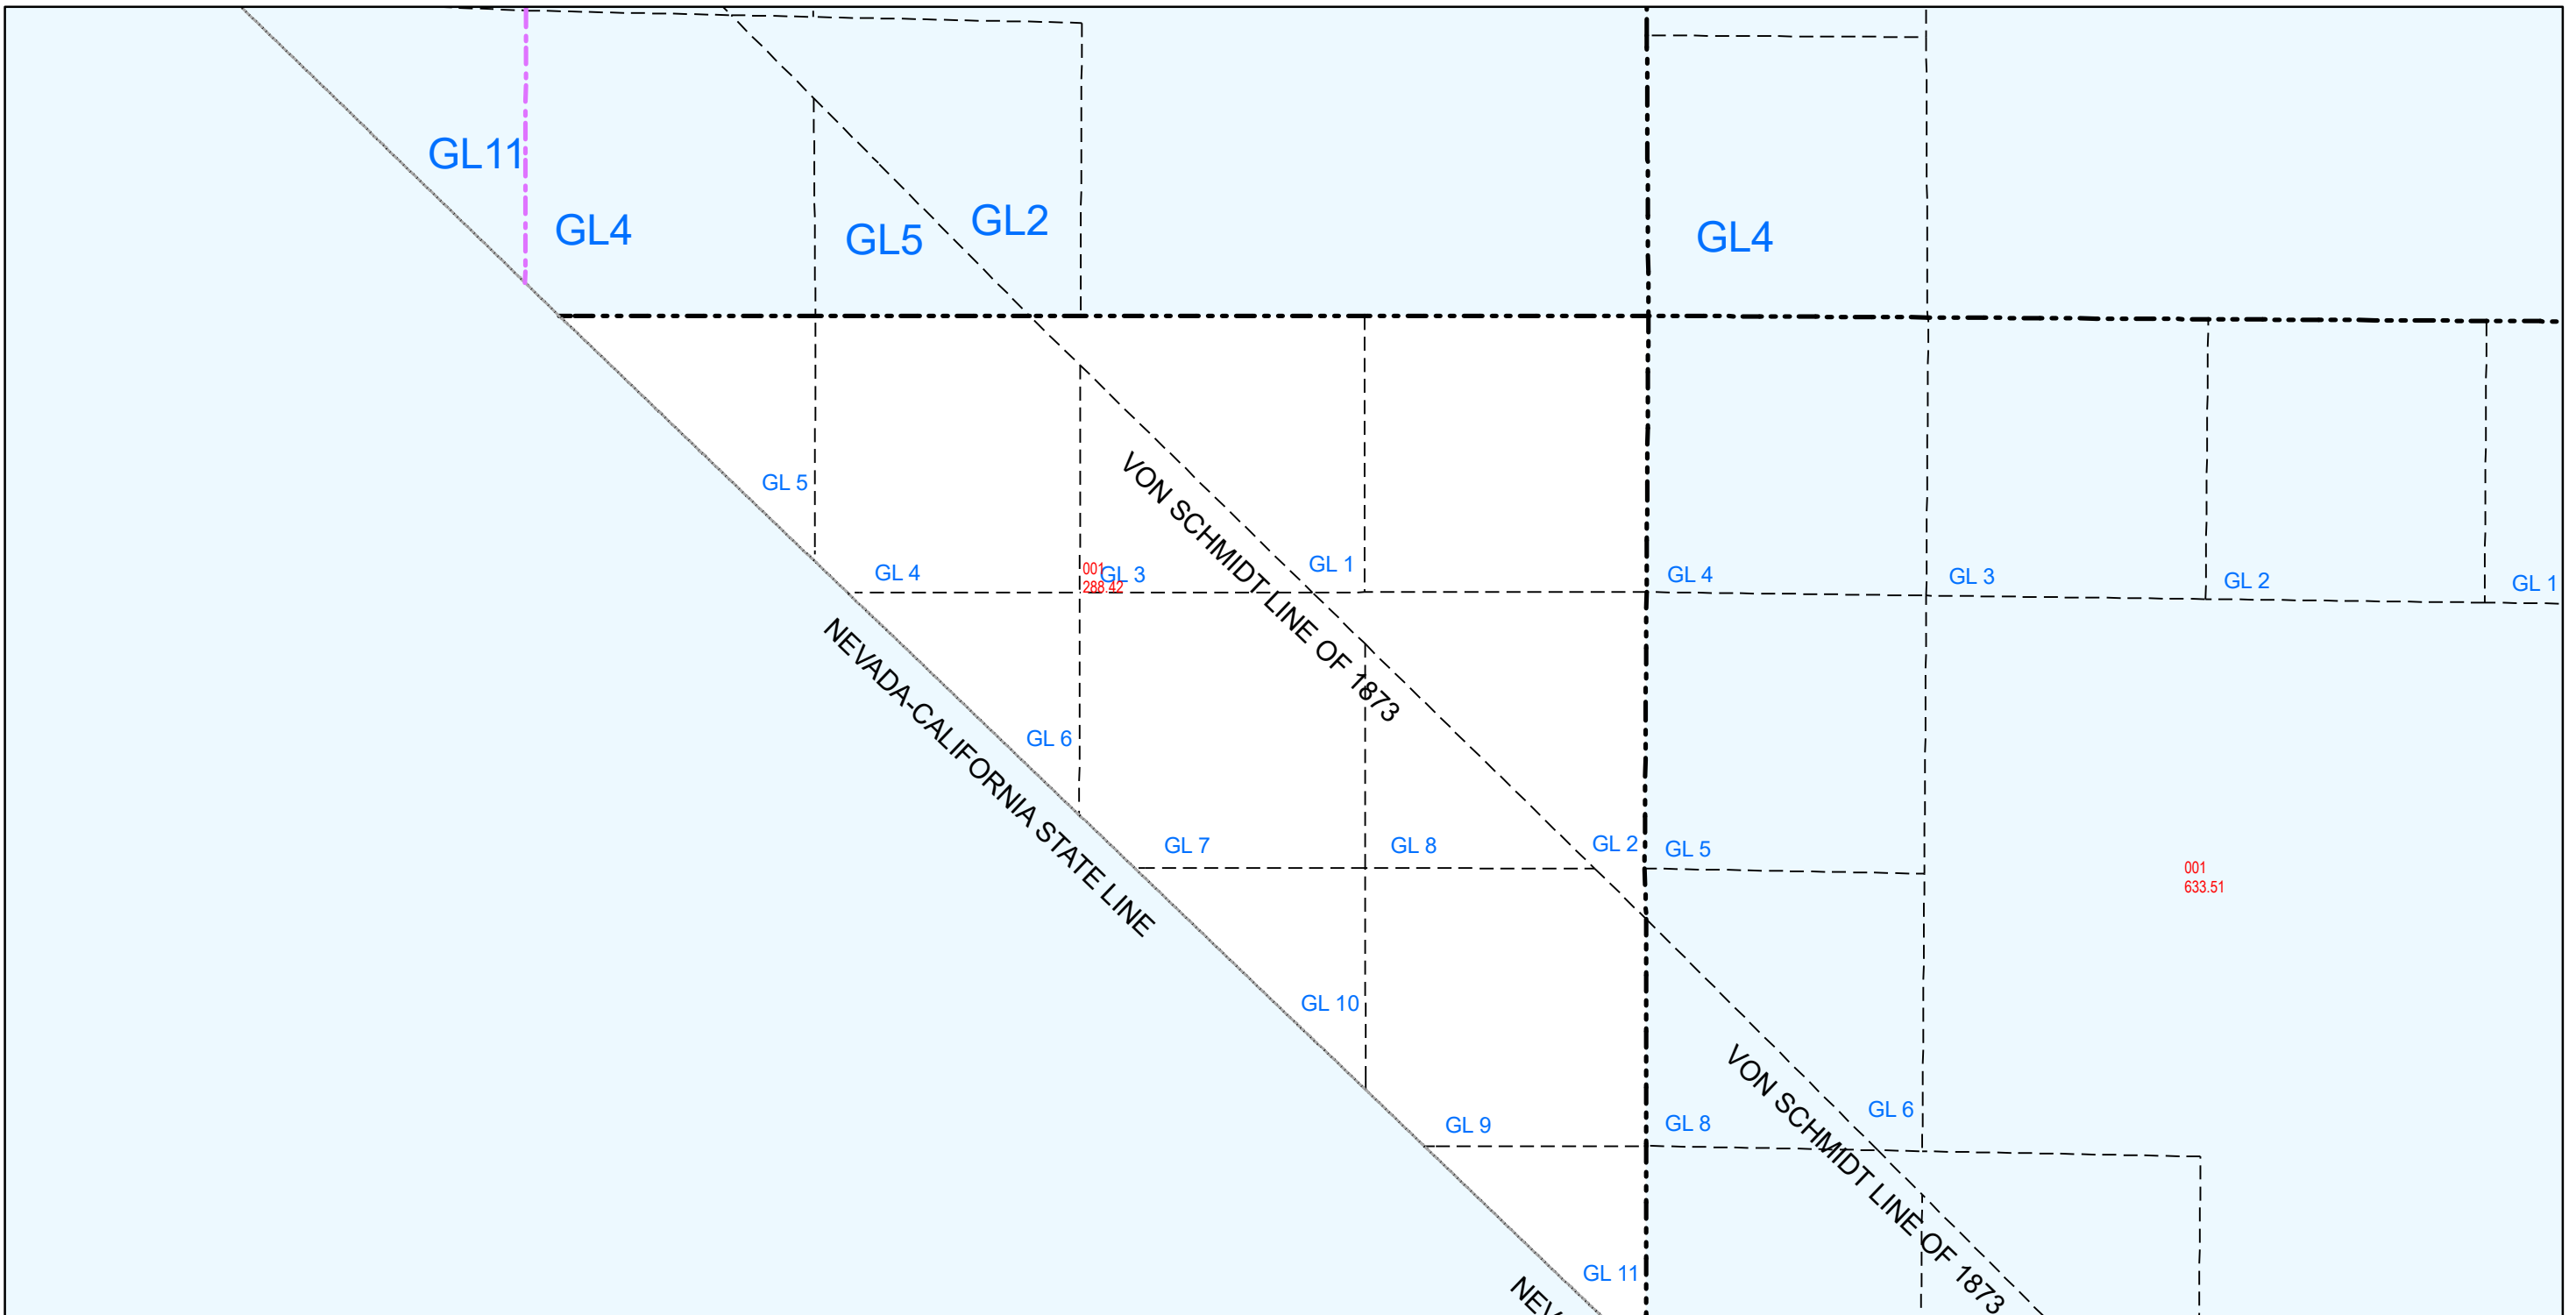 GL11
GL4
GL5
GL2
GL4
GL 5
VON SCHMIDT LINE OF 1873
GL 4
001
288.42
GL 3
GL 1
GL 4
GL 3
GL 2
GL 1
NEVADA-CALIFORNIA STATE LINE
GL 6
GL 7
GL 8
GL 2
GL 5
001
633.51
GL 10
VON SCHMIDT LINE OF 1873
GL 9
GL 8
GL 6
GL 11
NEV